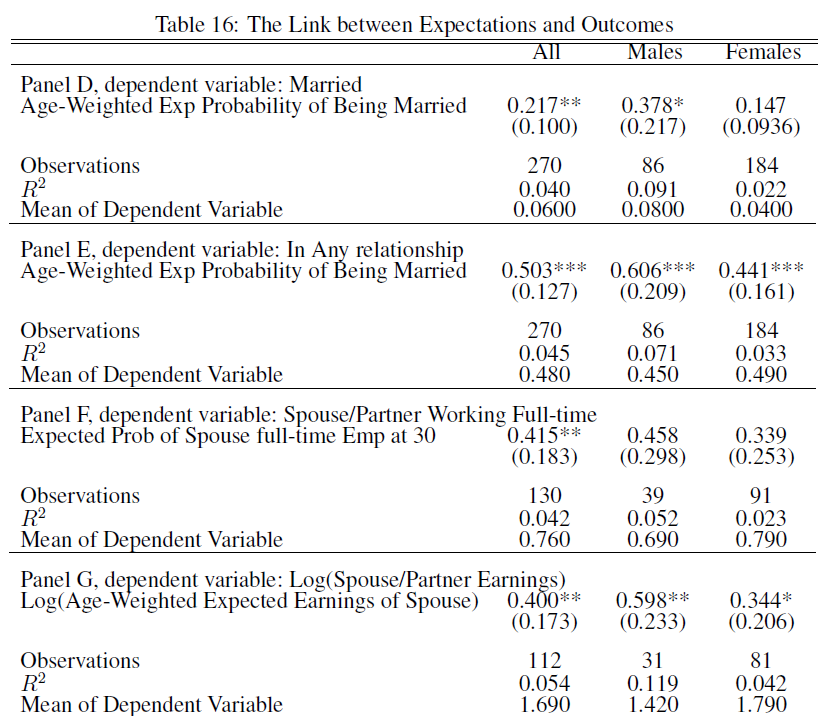 Table 16: The Link between Expectations and Outcomes
All Males Females
Panel D, dependent variable: Married
Age-Weighted Exp Probability of Being Married 0.217** 0.378* 0.147
(0.100) (0.217) (0.0936)
Observations 270 86 184
R² 0.040 0.091 0.022
Mean of Dependent Variable 0.0600 0.0800 0.0400
Panel E, dependent variable: In Any relationship
Age-Weighted Exp Probability of Being Married 0.503*** 0.606*** 0.441***
(0.127) (0.209) (0.161)
Observations 270 86 184
R² 0.045 0.071 0.033
Mean of Dependent Variable 0.480 0.450 0.490
Panel F, dependent variable: Spouse/Partner Working Full-time
Expected Prob of Spouse full-time Emp at 30 0.415** 0.458 0.339
(0.183) (0.298) (0.253)
Observations 130 39 91
R² 0.042 0.052 0.023
Mean of Dependent Variable 0.760 0.690 0.790
Panel G, dependent variable: Log(Spouse/Partner Earnings)
Log(Age-Weighted Expected Earnings of Spouse) 0.400** 0.598** 0.344*
(0.173) (0.233) (0.206)
Observations 112 31 81
R² 0.054 0.119 0.042
Mean of Dependent Variable 1.690 1.420 1.790